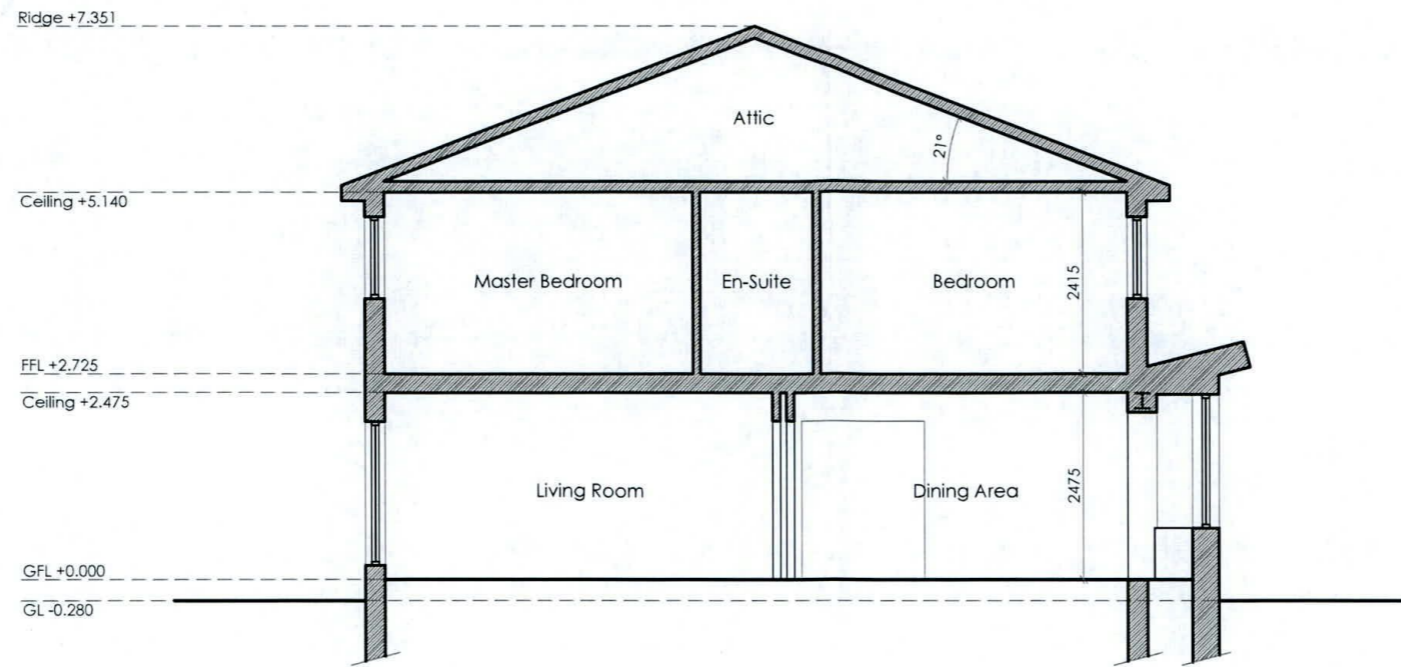 Ridge +7.351
Attic
21°
Ceiling +5.140
Master Bedroom
En-Suite
Bedroom
2415
FFL +2.725
Ceiling +2.475
Living Room
Dining Area
2475
GFL +0.000
GL -0.280